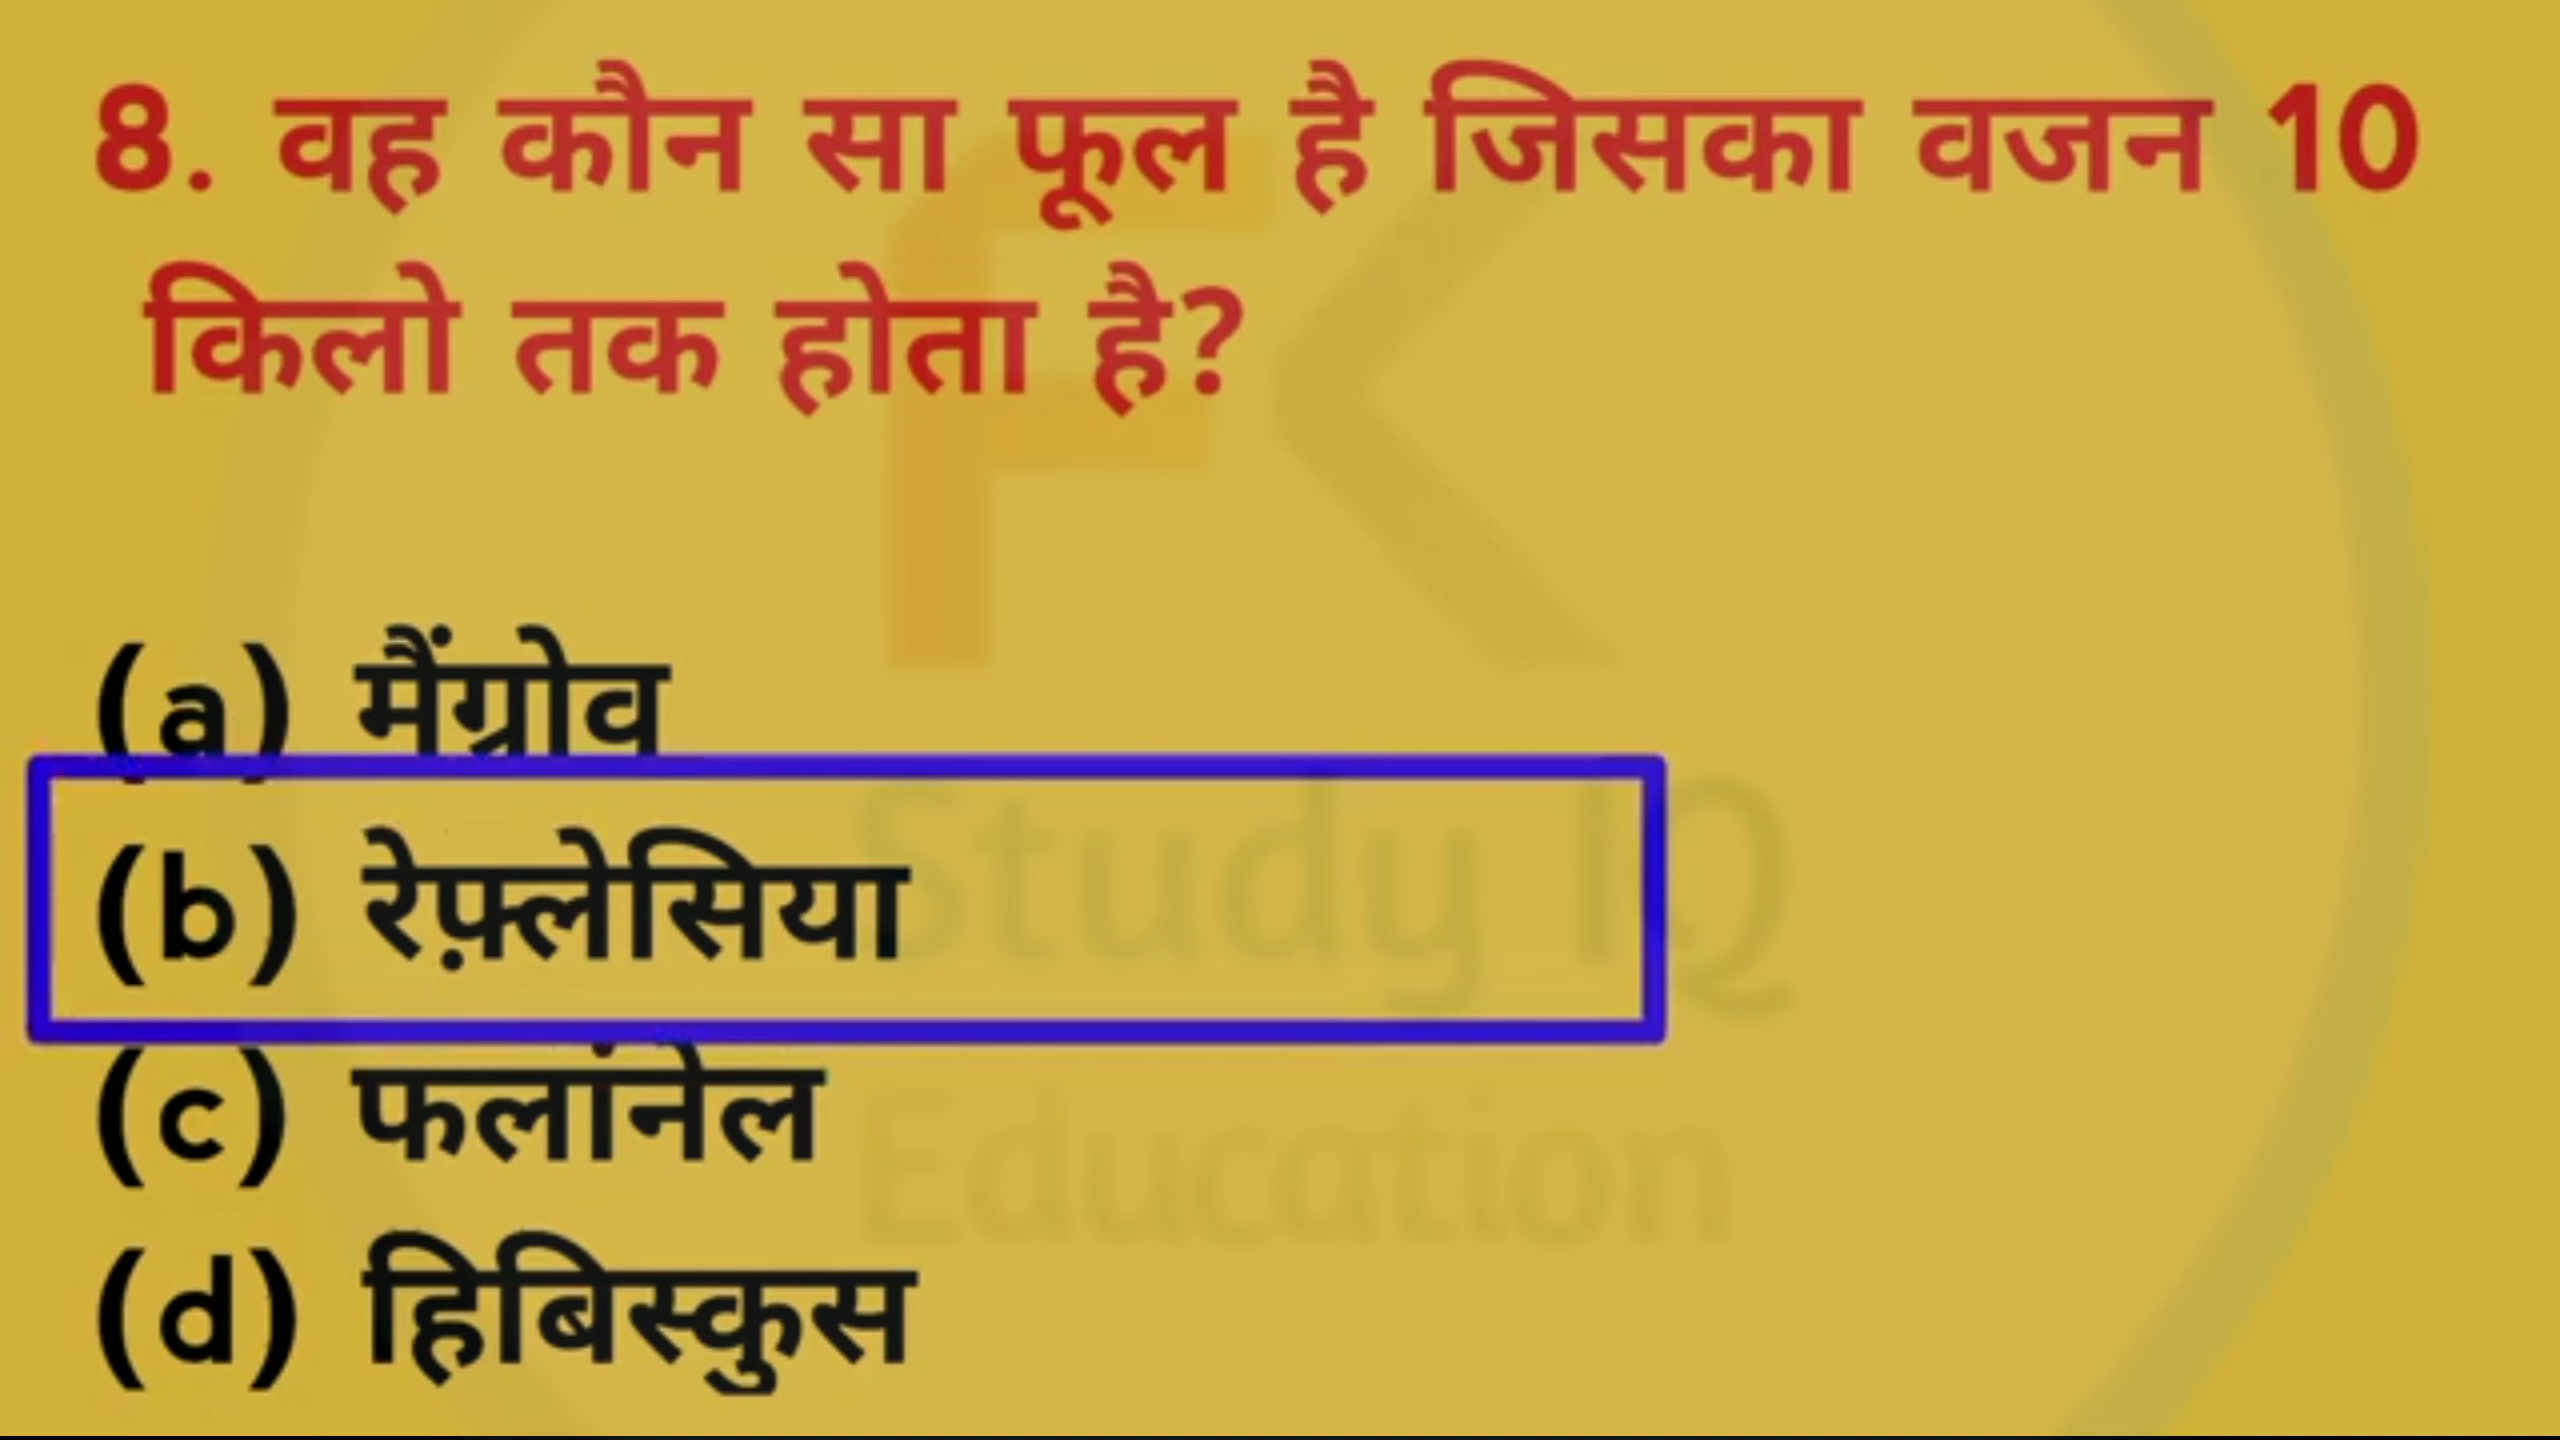 8. वह कौन सा फूल है जिसका वजन 10
किलो तक होता है?
(a) मैंग्रोव
(b) रेफ़्लेसिया
(c) फलांनेल
(d) हिबिस्कुस
Study IQ
Education